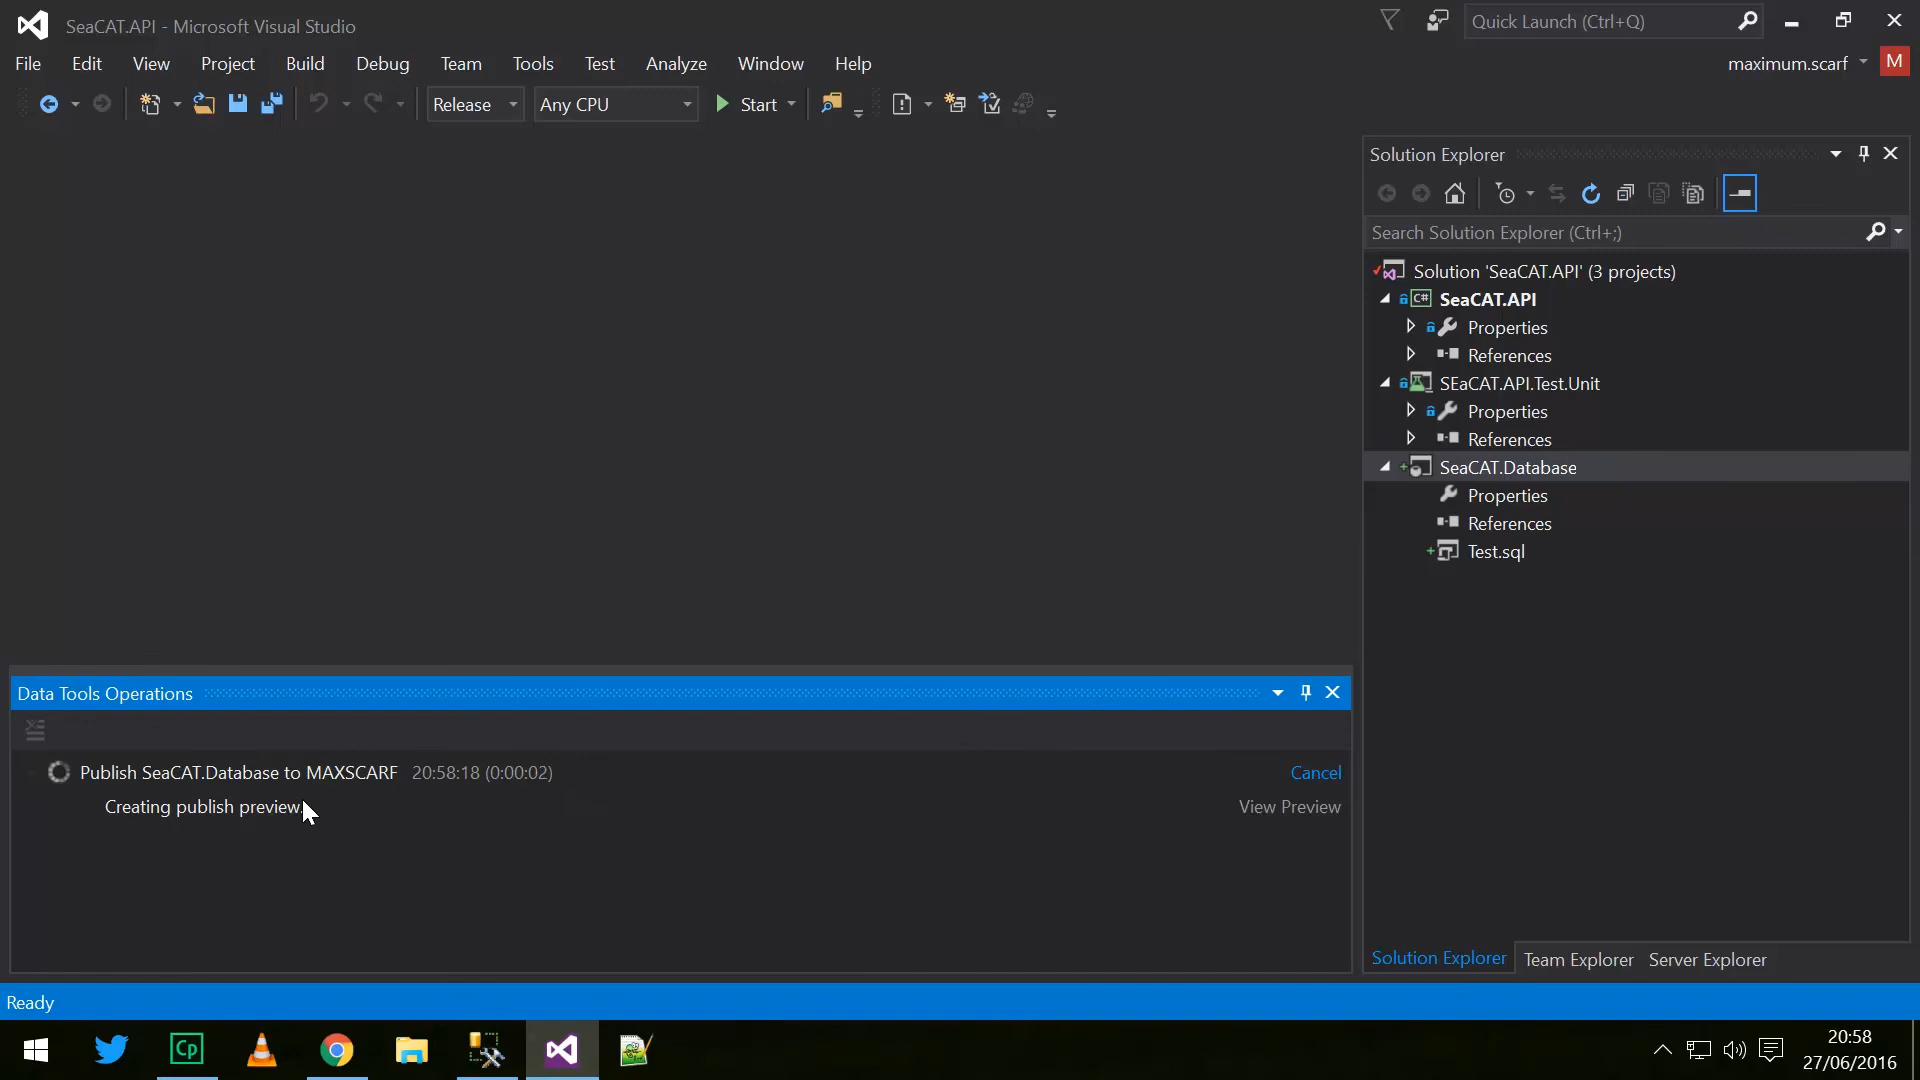 SeaCAT.API - Microsoft Visual Studio
Quick Launch (Ctrl+Q)
File Edit View Project Build Debug Team Tools Test Analyze Window Help
maximum.scarf M
Release Any CPU Start
Solution Explorer
Search Solution Explorer (Ctrl+;)
Solution 'SeaCAT.API' (3 projects)
C# SeaCAT.API
Properties
References
SEaCAT.API.Test.Unit
Properties
References
SeaCAT.Database
Properties
References
Test.sql
Data Tools Operations
Publish SeaCAT.Database to MAXSCARF 20:58:18 (0:00:02) Cancel
Creating publish preview. View Preview
Solution Explorer Team Explorer Server Explorer
Ready
Cp
20:58
27/06/2016